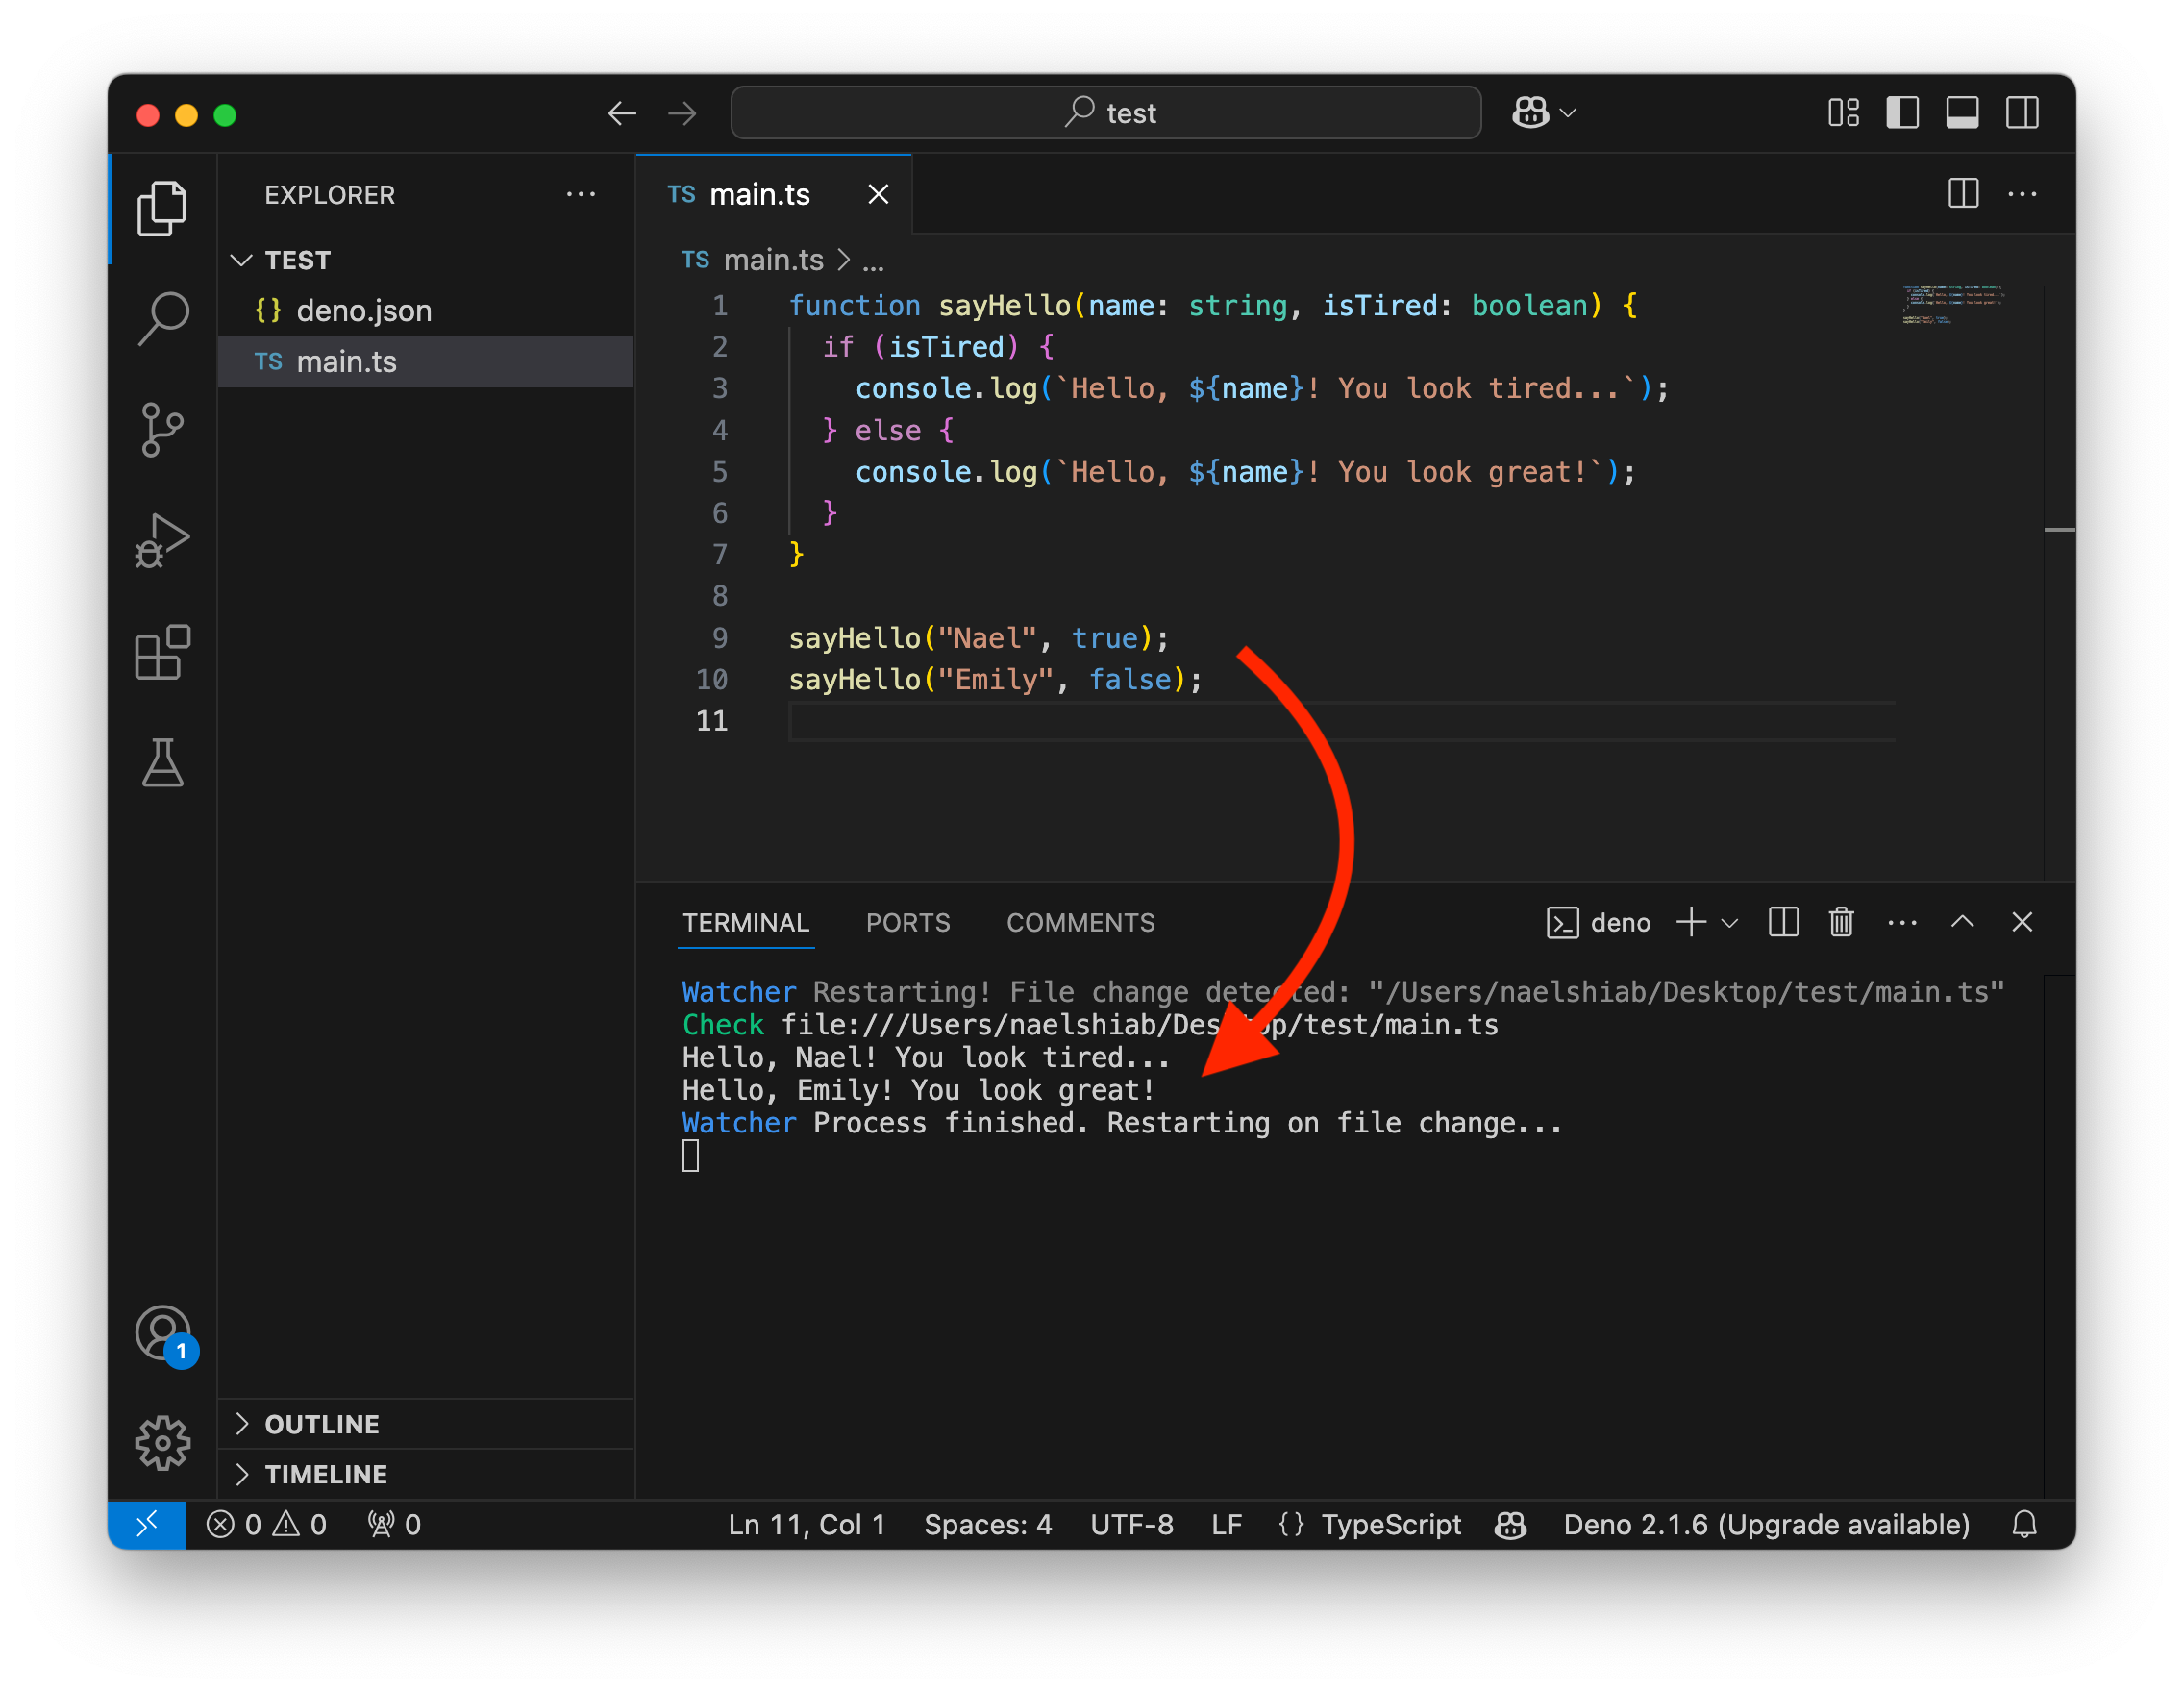 test
EXPLORER
TEST
{} deno.json
TS main.ts
OUTLINE
TIMELINE
TS main.ts
TS main.ts > ...
1 function sayHello(name: string, isTired: boolean) {
2 if (isTired) {
3 console.log(`Hello, ${name}! You look tired...`);
4 } else {
5 console.log(`Hello, ${name}! You look great!`);
6 }
7 }
8
9 sayHello("Nael", true);
10 sayHello("Emily", false);
11
TERMINAL PORTS COMMENTS deno
Watcher Restarting! File change detected: "/Users/naelshiab/Desktop/test/main.ts"
Check file:///Users/naelshiab/Desktop/test/main.ts
Hello, Nael! You look tired...
Hello, Emily! You look great!
Watcher Process finished. Restarting on file change...
1
0 0 0 Ln 11, Col 1 Spaces: 4 UTF-8 LF {} TypeScript Deno 2.1.6 (Upgrade available)